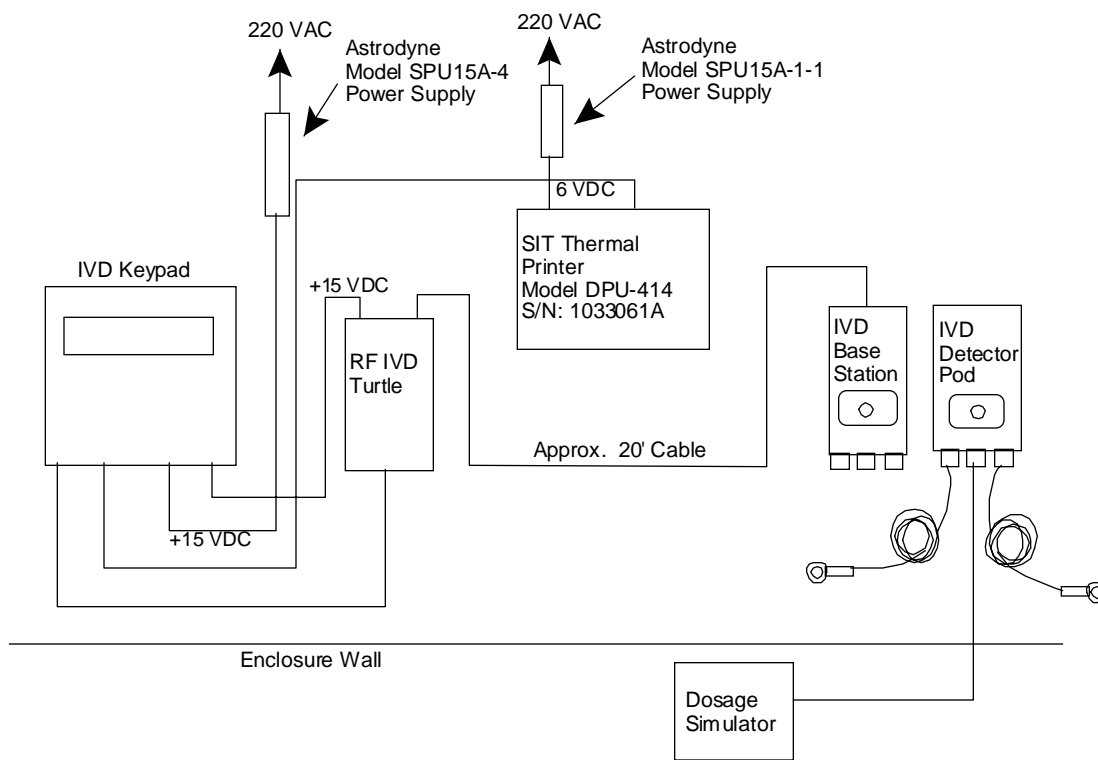 220 VAC
Astrodyne
Model SPU15A-4
Power Supply
220 VAC
Astrodyne
Model SPU15A-1-1
Power Supply
6 VDC
SIT Thermal
Printer
Model DPU-414
S/N: 1033061A
IVD Keypad
+15 VDC
RF IVD
Turtle
IVD
Base
Station
IVD
Detector
Pod
Approx. 20' Cable
+15 VDC
Enclosure Wall
Dosage
Simulator